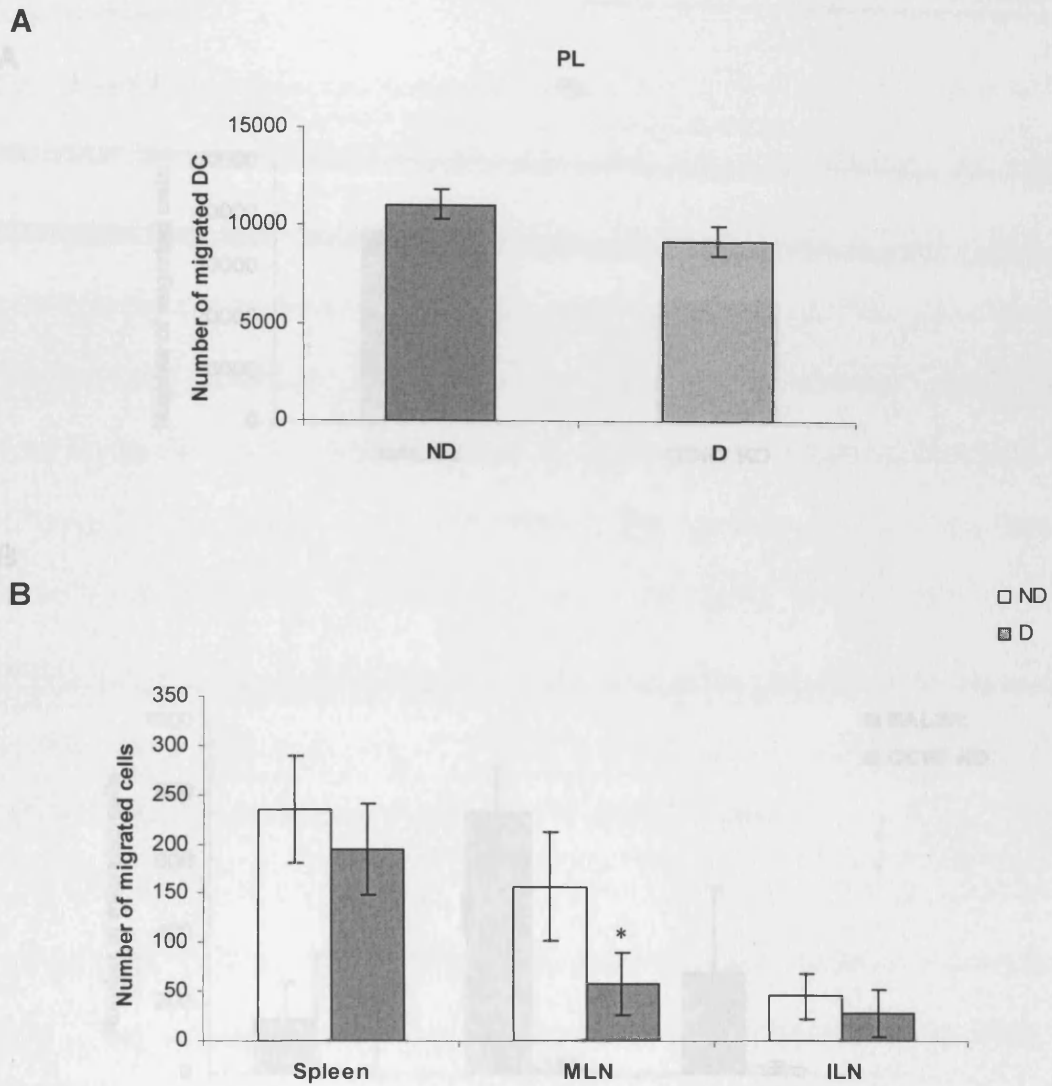 A
PL
15000
10000
5000
0
Number of migrated DC
ND
D
B
ND
D
350
300
250
200
150
100
50
0
Number of migrated cells
*
Spleen
MLN
ILN